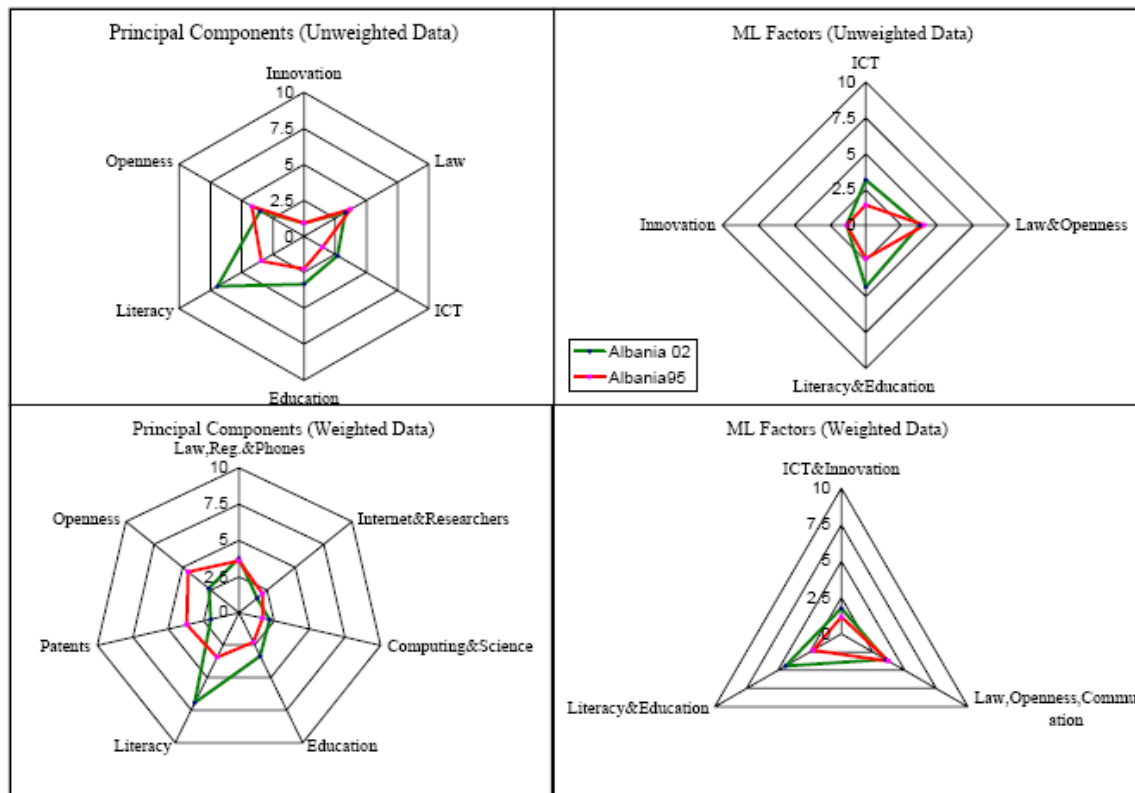 Principal Components (Unweighted Data)
Innovation
10
7.5
5
2.5
0
Openness
Law
Literacy
ICT
Education
ML Factors (Unweighted Data)
ICT
10
7.5
5
2.5
0
Innovation
Law&Openness
Literacy&Education
Albania 02
Albania95
Principal Components (Weighted Data)
Law,Reg.&Phones
10
7.5
5
2.5
0
Openness
Internet&Researchers
Patents
Computing&Science
Literacy
Education
ML Factors (Weighted Data)
ICT&Innovation
10
7.5
5
2.5
0
Literacy&Education
Law,Openness,Commu
ation